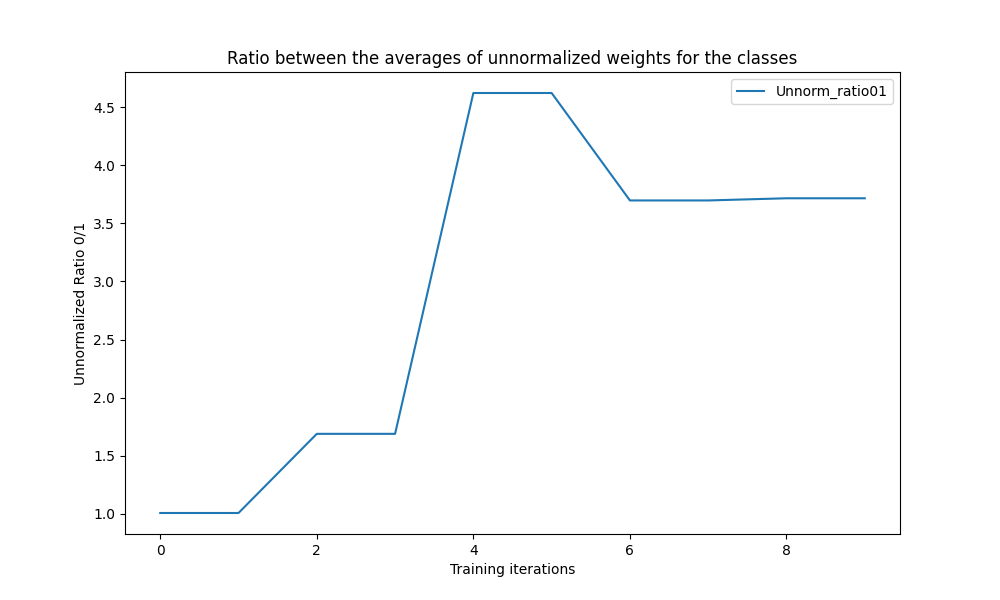 Ratio between the averages of unnormalized weights for the classes
Unnorm_ratio01
Unnormalized Ratio 0/1
4.5
4.0
3.5
3.0
2.5
2.0
1.5
1.0
0 2 4 6 8
Training iterations